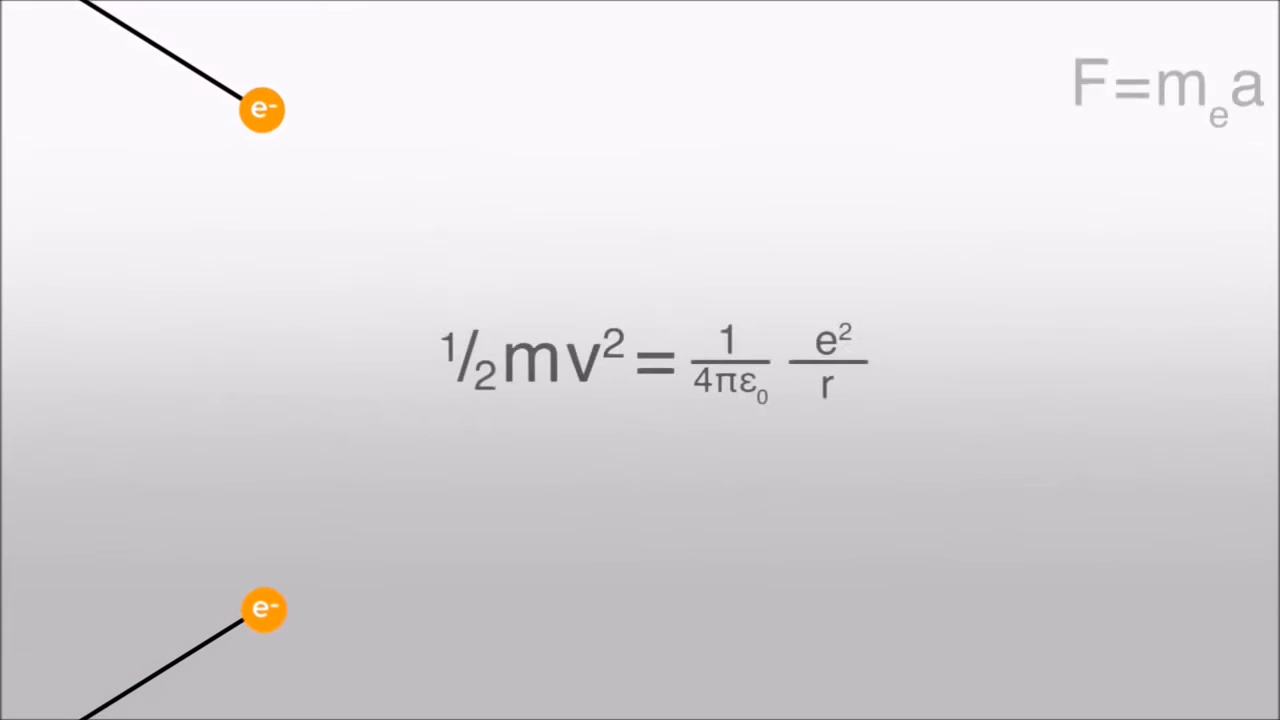 e⁻
F=mₑa
½mv² = 1/4πε₀ e²/r
e⁻